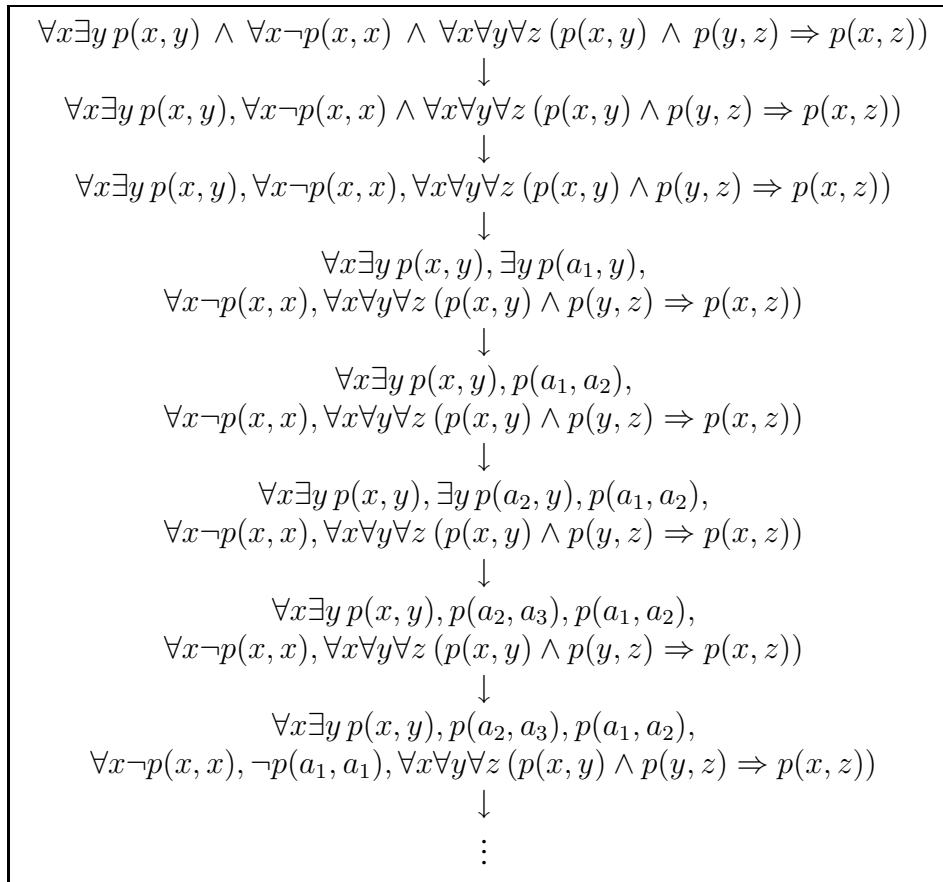 ∀x∃y p(x, y) ∧ ∀x¬p(x, x) ∧ ∀x∀y∀z (p(x, y) ∧ p(y, z) ⇒ p(x, z))
↓
∀x∃y p(x, y), ∀x¬p(x, x) ∧ ∀x∀y∀z (p(x, y) ∧ p(y, z) ⇒ p(x, z))
↓
∀x∃y p(x, y), ∀x¬p(x, x), ∀x∀y∀z (p(x, y) ∧ p(y, z) ⇒ p(x, z))
↓
∀x∃y p(x, y), ∃y p(a₁, y),
∀x¬p(x, x), ∀x∀y∀z (p(x, y) ∧ p(y, z) ⇒ p(x, z))
↓
∀x∃y p(x, y), p(a₁, a₂),
∀x¬p(x, x), ∀x∀y∀z (p(x, y) ∧ p(y, z) ⇒ p(x, z))
↓
∀x∃y p(x, y), ∃y p(a₂, y), p(a₁, a₂),
∀x¬p(x, x), ∀x∀y∀z (p(x, y) ∧ p(y, z) ⇒ p(x, z))
↓
∀x∃y p(x, y), p(a₂, a₃), p(a₁, a₂),
∀x¬p(x, x), ∀x∀y∀z (p(x, y) ∧ p(y, z) ⇒ p(x, z))
↓
∀x∃y p(x, y), p(a₂, a₃), p(a₁, a₂),
∀x¬p(x, x), ¬p(a₁, a₁), ∀x∀y∀z (p(x, y) ∧ p(y, z) ⇒ p(x, z))
↓
⋮